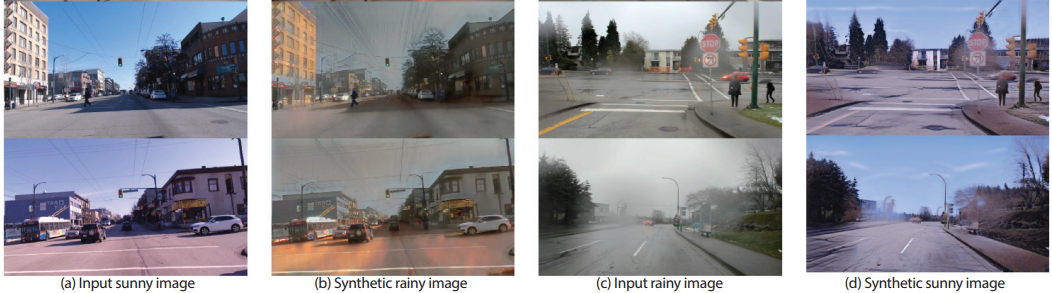 STOP
STOP
(a) Input sunny image
(b) Synthetic rainy image
(c) Input rainy image
(d) Synthetic sunny image